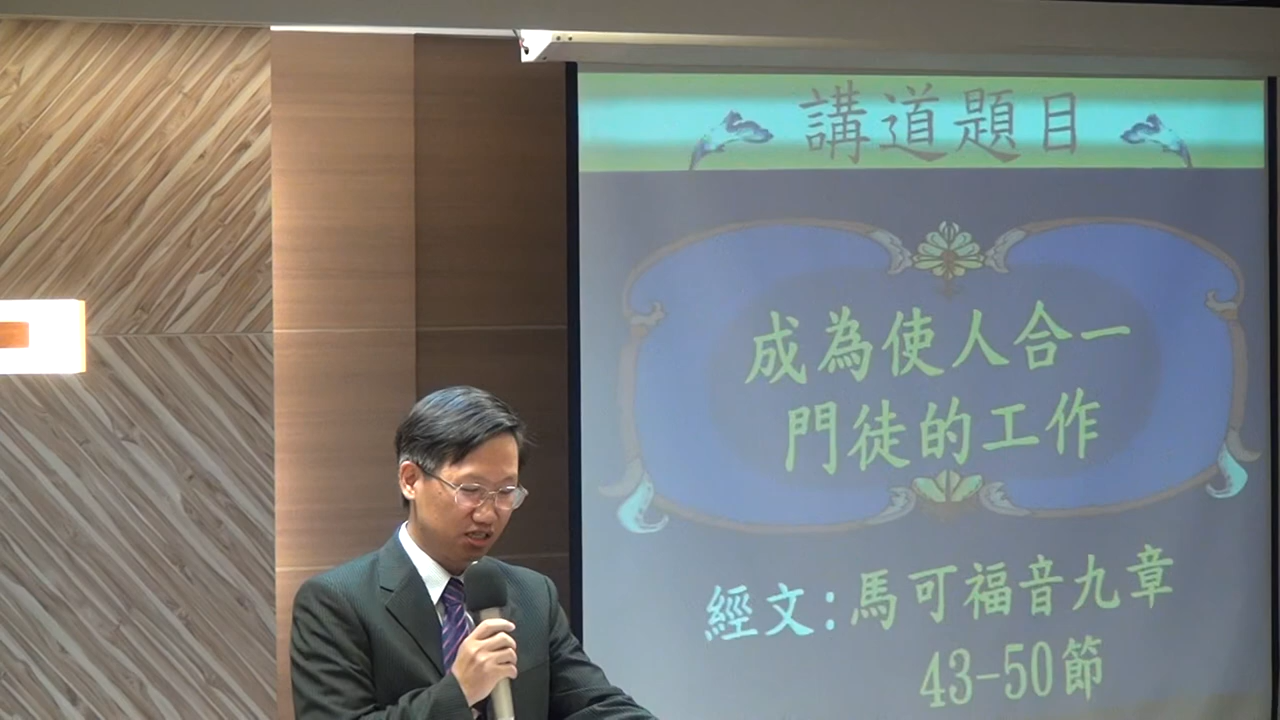 講道題目
成為使人合一
門徒的工作
經文:馬可福音九章
43-50節